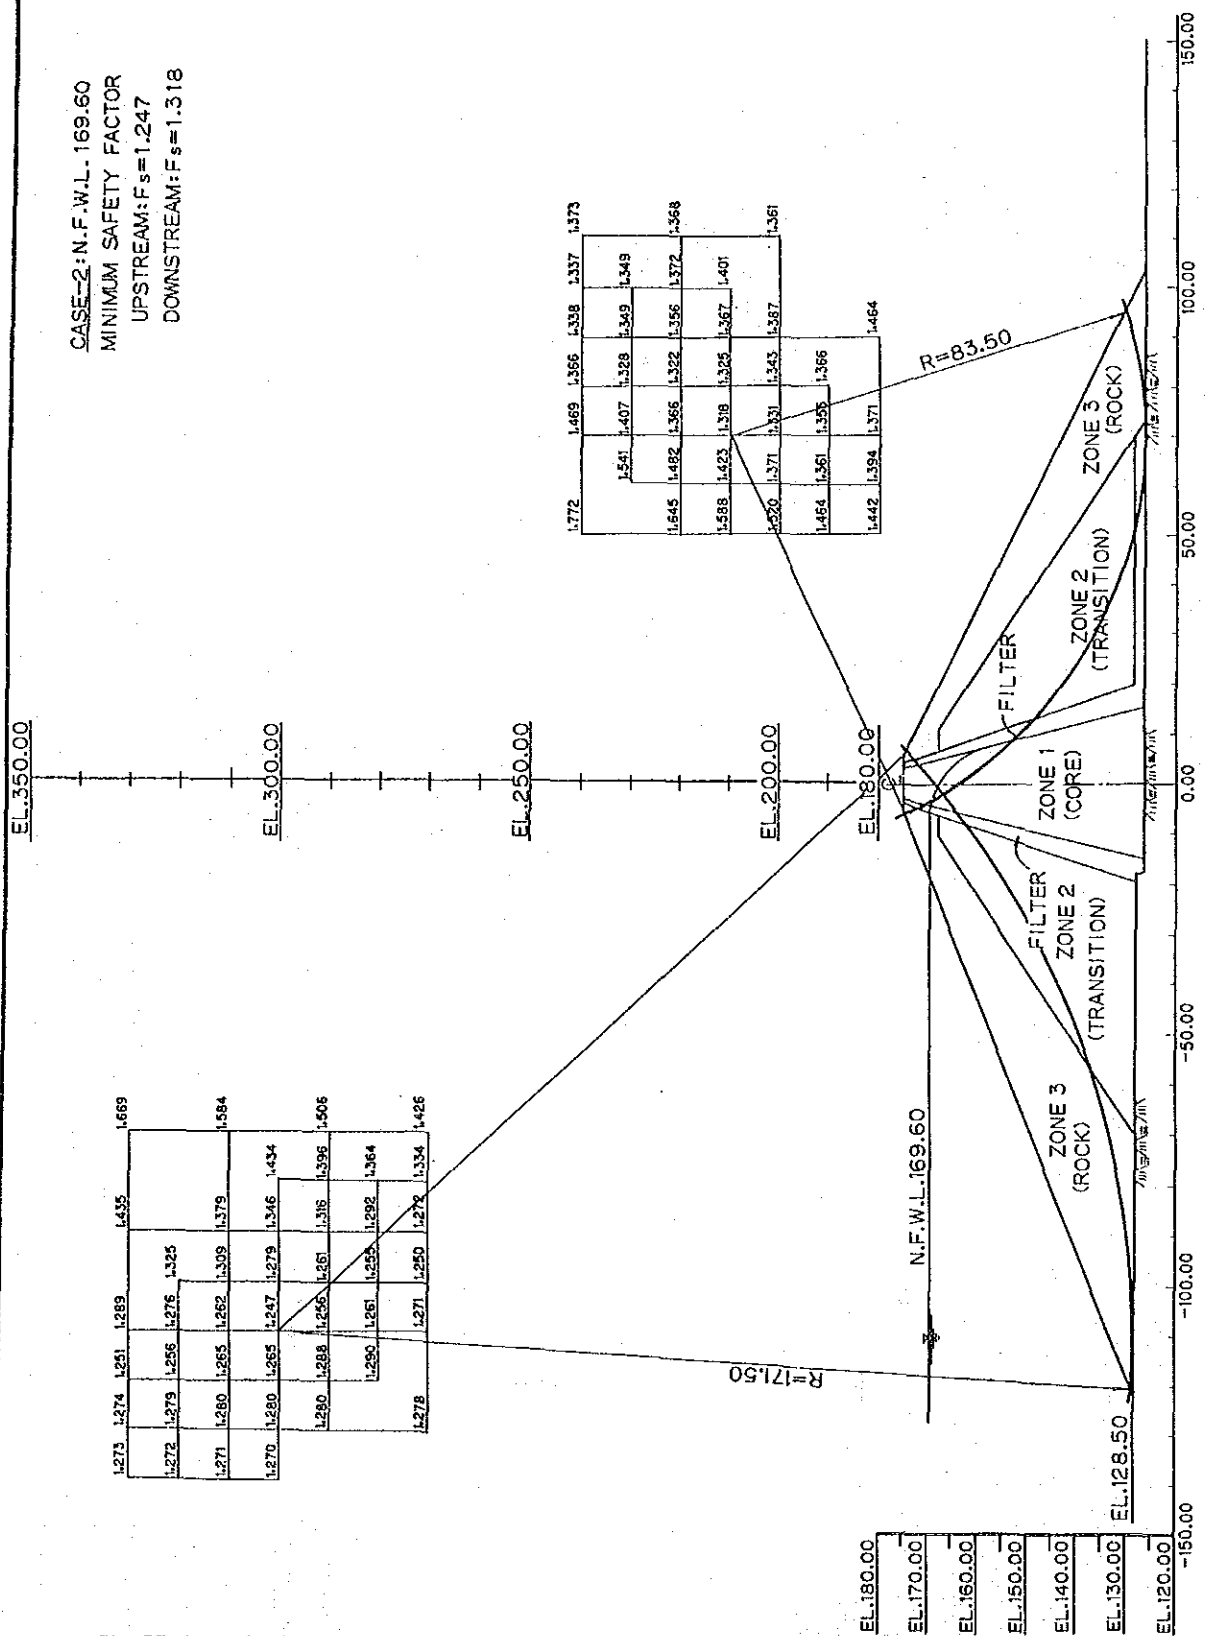 CASE-2: N.F.W.L. 169.60
MINIMUM SAFETY FACTOR
UPSTREAM: Fs=1.247
DOWNSTREAM: Fs=1.318
EL.350.00
EL.300.00
EL.250.00
EL.200.00
EL.180.00
1.273 1.274 1.251 1.289 1.435 1.669
1.272 1.279 1.256 1.276 1.325
1.271 1.280 1.265 1.262 1.309 1.379 1.584
1.270 1.280 1.265 1.247 1.279 1.346 1.434
1.280 1.288 1.256 1.261 1.316 1.396 1.506
1.290 1.261 1.255 1.292 1.364
1.278 1.271 1.250 1.272 1.334 1.426
1.772 1.469 1.366 1.338 1.337 1.373
1.541 1.407 1.328 1.349 1.349
1.645 1.482 1.366 1.322 1.356 1.372 1.368
1.588 1.423 1.318 1.325 1.367 1.401
1.520 1.371 1.331 1.343 1.387 1.361
1.464 1.361 1.355 1.366
1.442 1.394 1.371 1.464
R=171.50
R=83.50
N.F.W.L.169.60
ZONE 3
(ROCK)
ZONE 2
(TRANSITION)
FILTER
ZONE 1
(CORE)
FILTER
ZONE 2
(TRANSITION)
ZONE 3
(ROCK)
EL.128.50
EL.180.00
EL.170.00
EL.160.00
EL.150.00
EL.140.00
EL.130.00
EL.120.00
-150.00 -100.00 -50.00 0.00 50.00 100.00 150.00